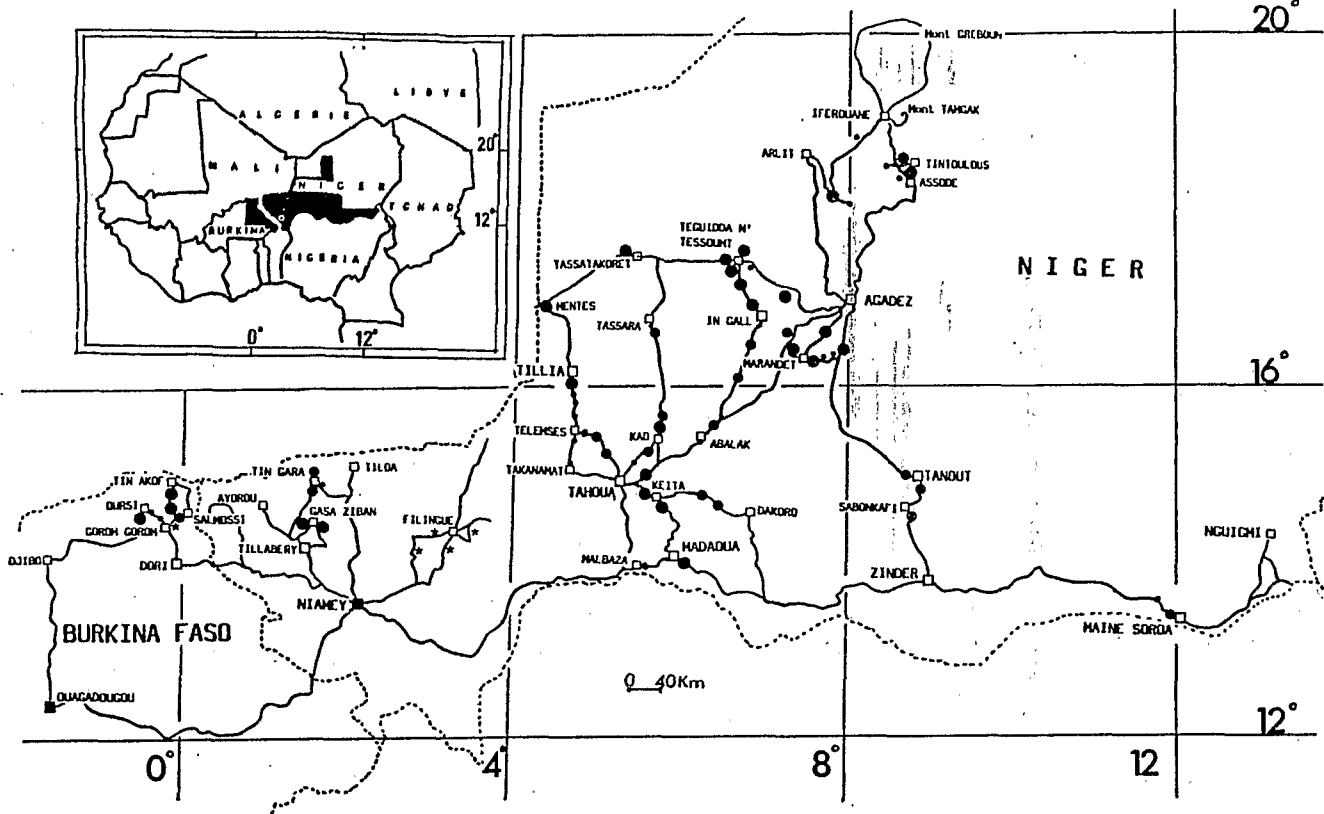 20°
Mont GREBOUN
LIBYE
ALGERIE
20°
MALI
NIGER
TCHAD
12°
BURKINA
NIGERIA
0°
12°
IFEROUANE
Mont TAMGAK
ARLIT
TINTOULOUS
ASSODE
TEGUIDDA N'
TESSOUMT
TASSATAKORET
NIGER
AGADEZ
MENTES
TASSARA
IN GALL
MARANDET
16°
TILLIA
TELEMSES
KAO
ABALAK
TAKANAMAT
TAHOUA
KEITA
TANOUT
TIN GARA
TILOA
TIN AKOF
AYOROU
OURSI
GASA ZIBAN
SALMOSSI
GOROM GOROM
FILINGUE
DAKORO
SABONKAFI
NGUIGMI
DJIBO
DORI
TILLABERY
MALBAZA
MADAOUA
ZINDER
NIAMEY
MAINE SOROA
BURKINA FASO
0 40Km
OUAGADOUGOU
12°
0°
4°
8°
12